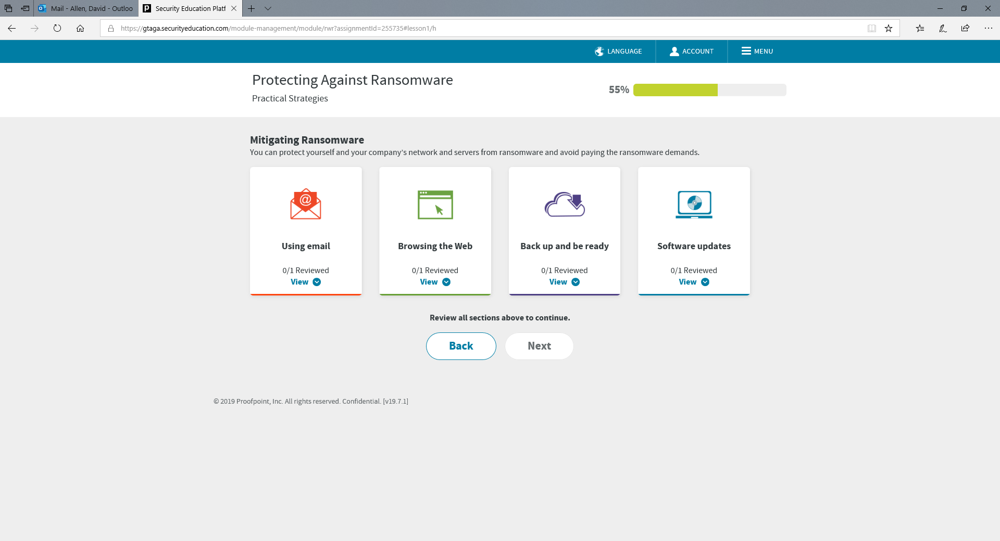 Mail - Allen, David - Outloo
Security Education Platf
https://gtaga.securityeducation.com/module-management/module/rwr?assignmentId=255735#lesson1/h
LANGUAGE
ACCOUNT
MENU
Protecting Against Ransomware
Practical Strategies
55%
Mitigating Ransomware
You can protect yourself and your company's network and servers from ransomware and avoid paying the ransomware demands.
@
Using email
0/1 Reviewed
View
Browsing the Web
0/1 Reviewed
View
Back up and be ready
0/1 Reviewed
View
Software updates
0/1 Reviewed
View
Review all sections above to continue.
Back
Next
© 2019 Proofpoint, Inc. All rights reserved. Confidential. [v19.7.1]